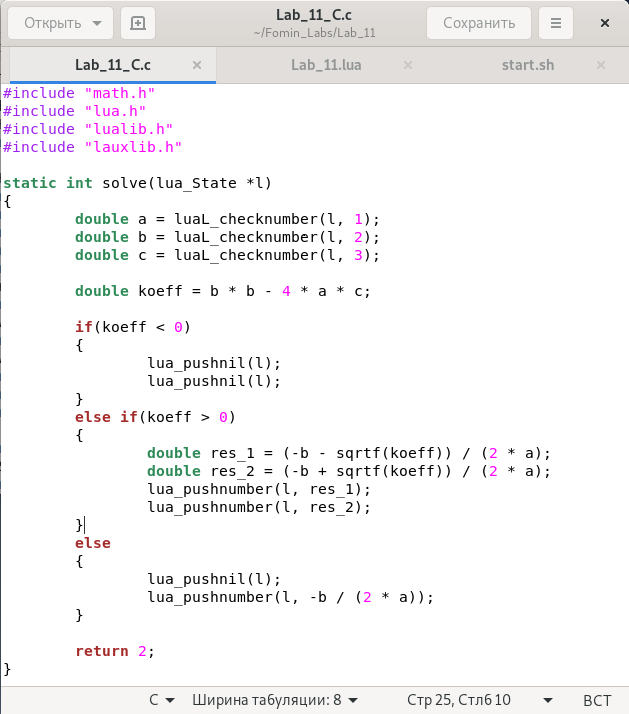 Открыть
Lab_11_C.c
~/Fomin_Labs/Lab_11
Сохранить
Lab_11_C.c
Lab_11.lua
start.sh
#include "math.h"
#include "lua.h"
#include "lualib.h"
#include "lauxlib.h"
static int solve(lua_State *l)
{
double a = luaL_checknumber(l, 1);
double b = luaL_checknumber(l, 2);
double c = luaL_checknumber(l, 3);
double koeff = b * b - 4 * a * c;
if(koeff < 0)
{
lua_pushnil(l);
lua_pushnil(l);
}
else if(koeff > 0)
{
double res_1 = (-b - sqrtf(koeff)) / (2 * a);
double res_2 = (-b + sqrtf(koeff)) / (2 * a);
lua_pushnumber(l, res_1);
lua_pushnumber(l, res_2);
}
else
{
lua_pushnil(l);
lua_pushnumber(l, -b / (2 * a));
}
return 2;
}
C Ширина табуляции: 8 Стр 25, Стлб 10 ВСТ